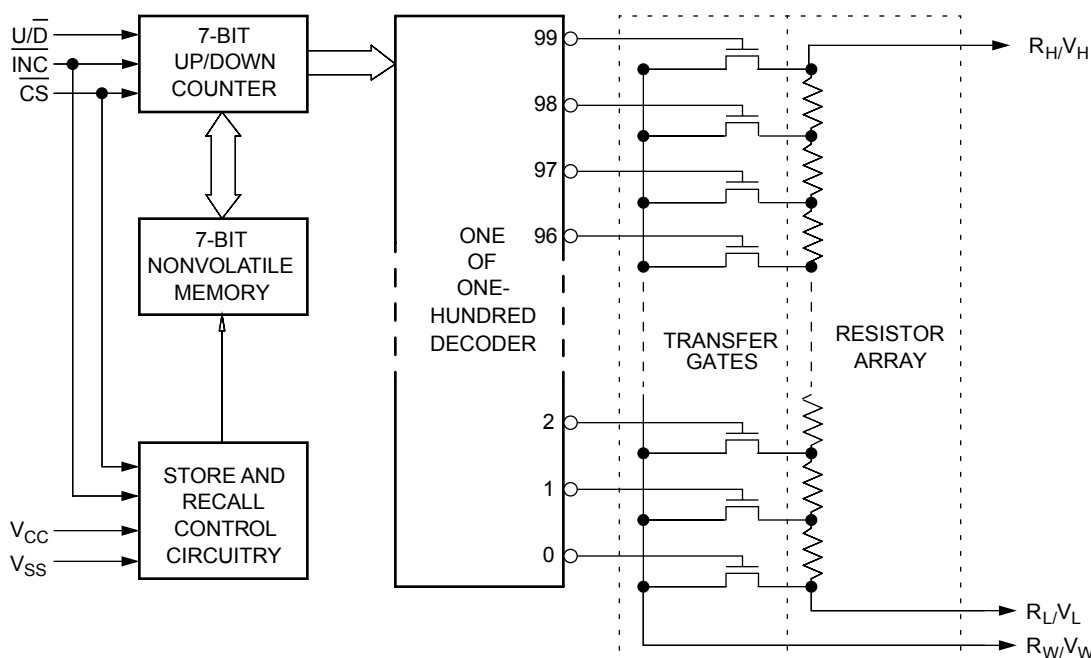 U/D̅
I̅N̅C̅
C̅S̅
7-BIT
UP/DOWN
COUNTER
7-BIT
NONVOLATILE
MEMORY
STORE AND
RECALL
CONTROL
CIRCUITRY
VCC
VSS
ONE
OF
ONE-
HUNDRED
DECODER
99
98
97
96
2
1
0
TRANSFER
GATES
RESISTOR
ARRAY
RH/VH
RL/VL
RW/VW